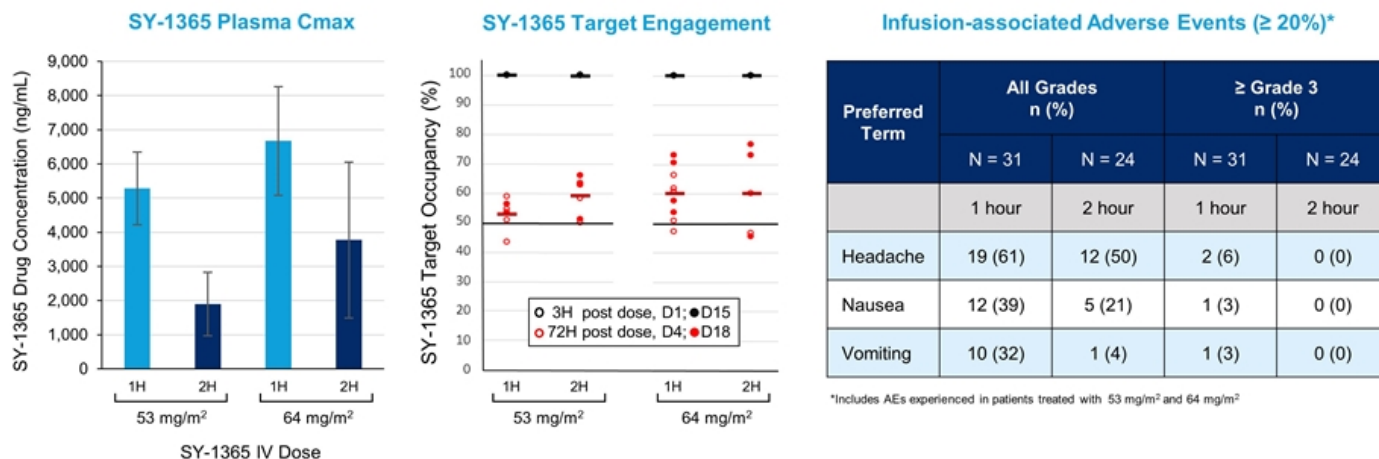 SY-1365 Plasma Cmax
SY-1365 Drug Concentration (ng/mL)
9,000
8,000
7,000
6,000
5,000
4,000
3,000
2,000
1,000
0
1H 2H 1H 2H
53 mg/m² 64 mg/m²
SY-1365 IV Dose
SY-1365 Target Engagement
SY-1365 Target Occupancy (%)
100
90
80
70
60
50
40
30
20
10
0
3H post dose, D1; D15
72H post dose, D4; D18
1H 2H 1H 2H
53 mg/m² 64 mg/m²
Infusion-associated Adverse Events (≥ 20%)*
Preferred Term
All Grades n (%)
≥ Grade 3 n (%)
N = 31 N = 24 N = 31 N = 24
1 hour 2 hour 1 hour 2 hour
Headache 19 (61) 12 (50) 2 (6) 0 (0)
Nausea 12 (39) 5 (21) 1 (3) 0 (0)
Vomiting 10 (32) 1 (4) 1 (3) 0 (0)
*Includes AEs experienced in patients treated with 53 mg/m² and 64 mg/m²